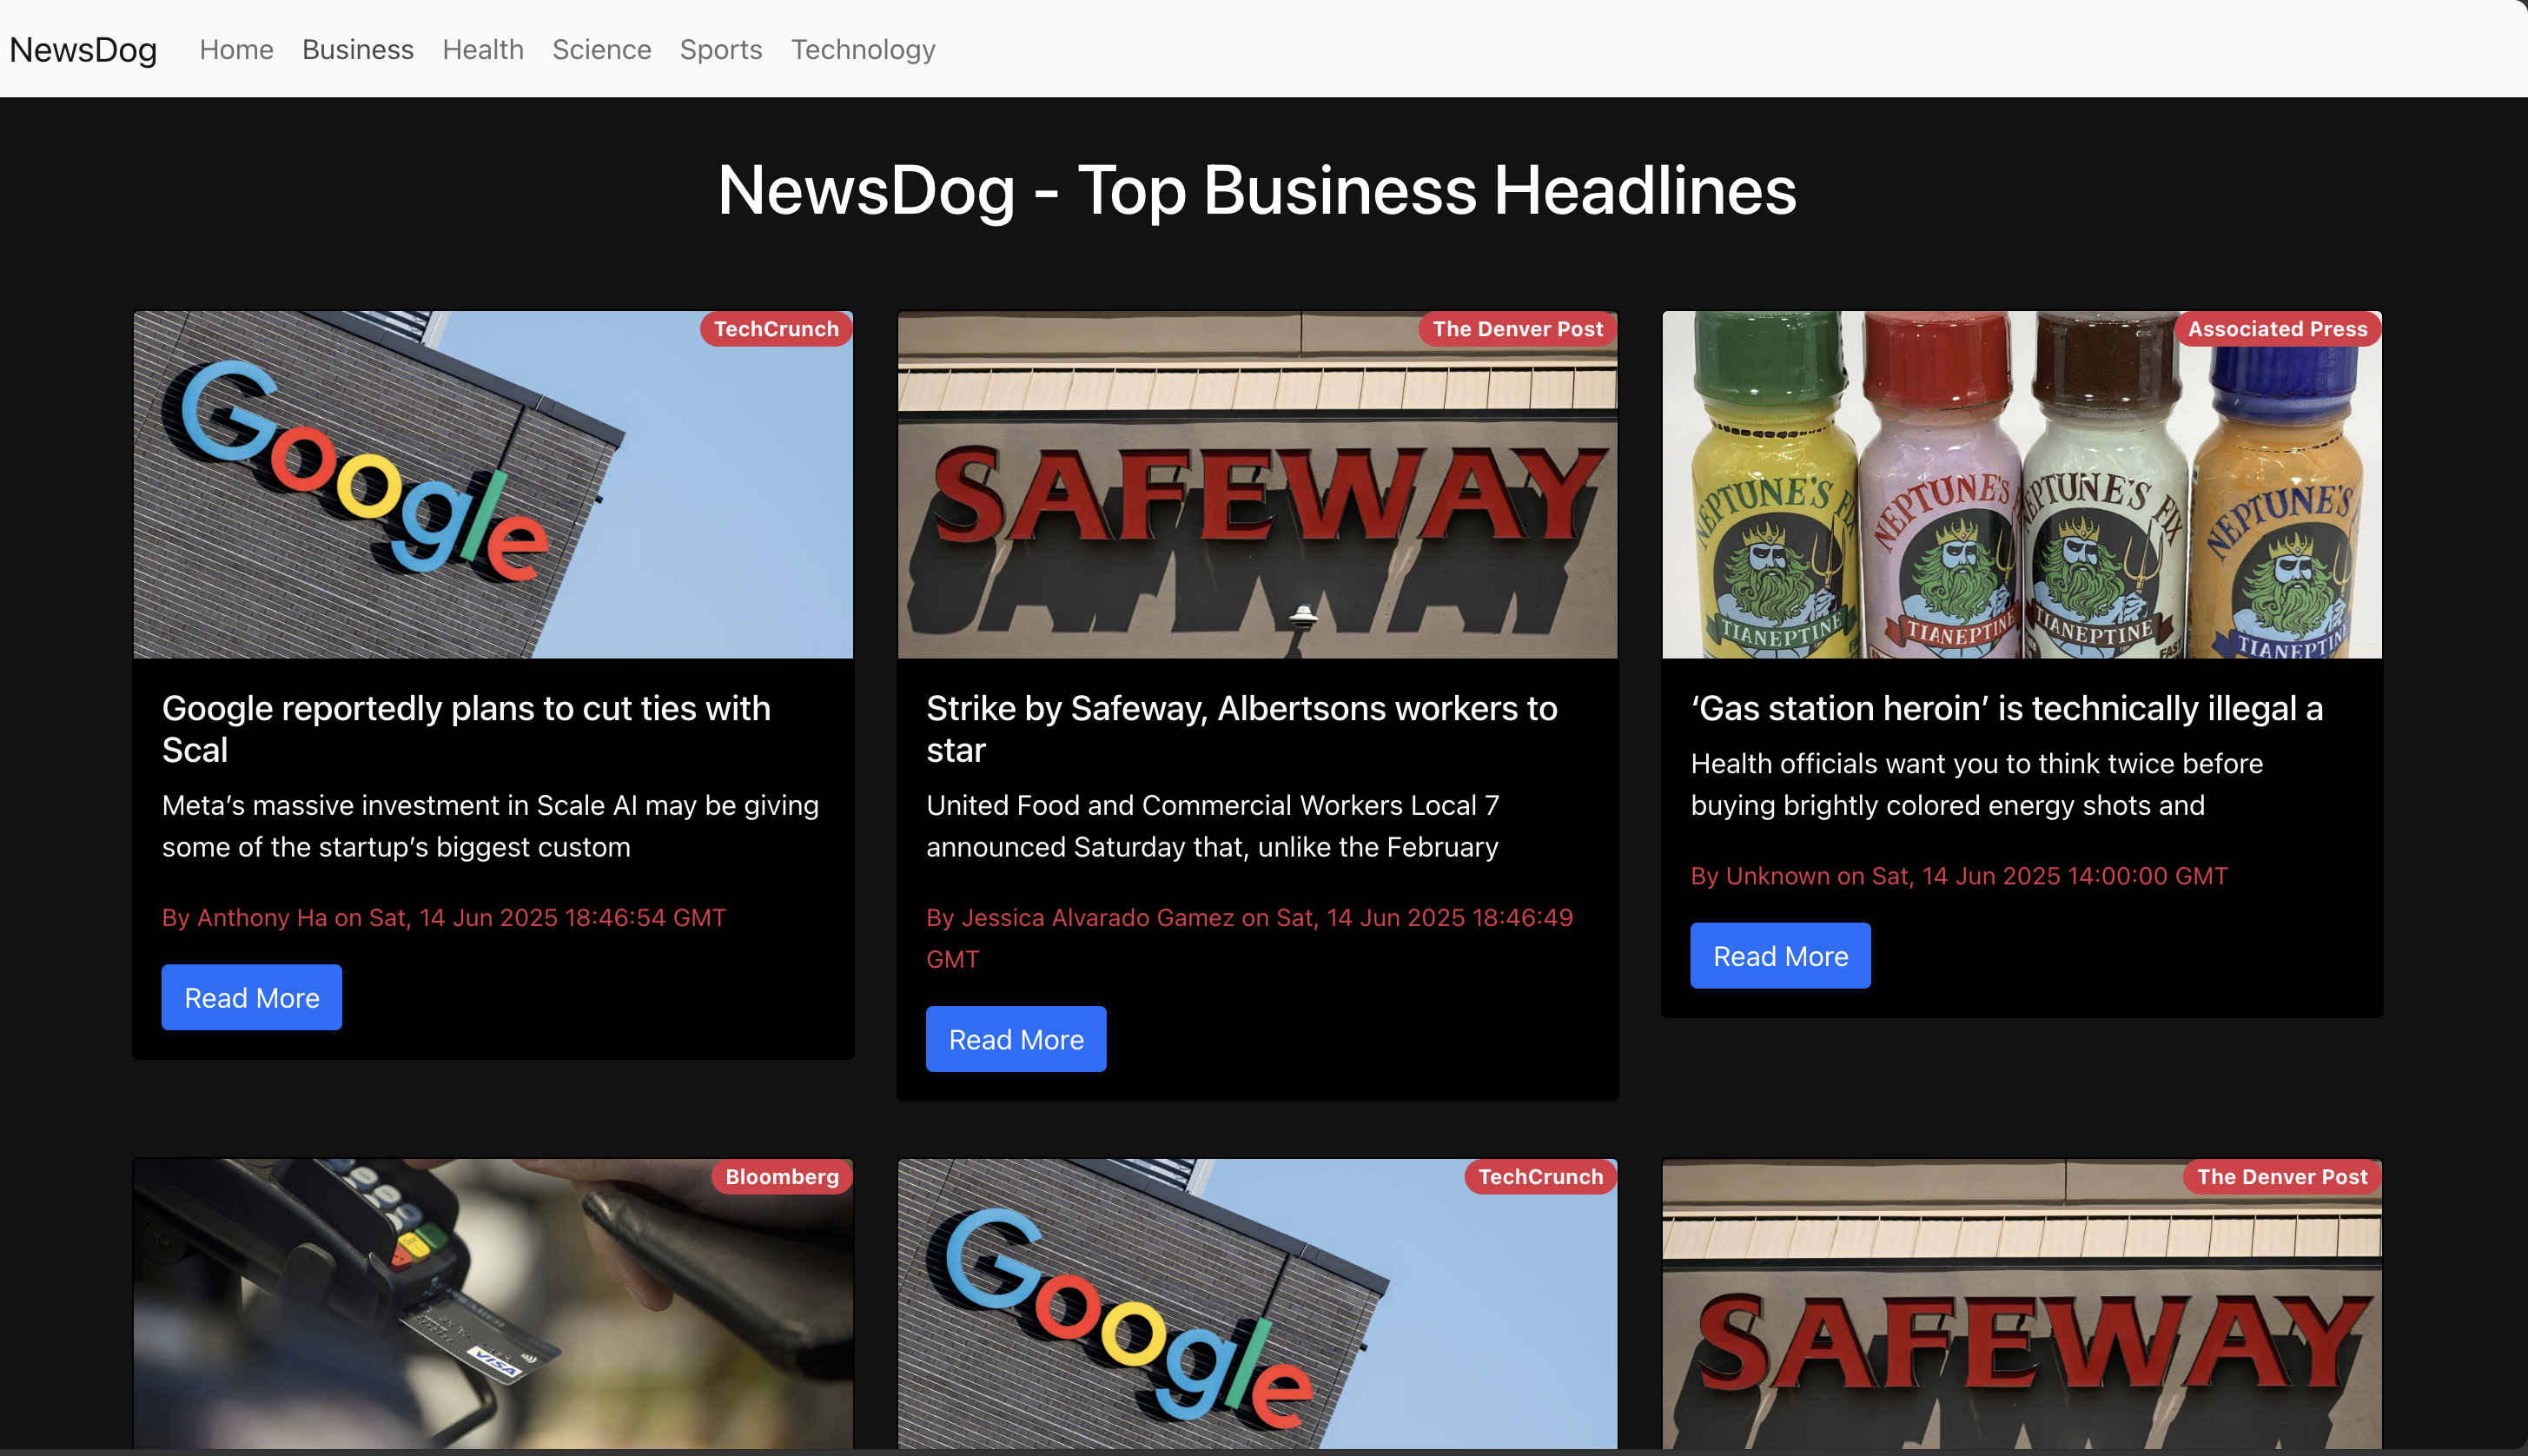 NewsDog Home Business Health Science Sports Technology
NewsDog - Top Business Headlines
TechCrunch
Google
Google reportedly plans to cut ties with
Scal
Meta’s massive investment in Scale AI may be giving
some of the startup’s biggest custom
By Anthony Ha on Sat, 14 Jun 2025 18:46:54 GMT
Read More
The Denver Post
SAFEWAY
Strike by Safeway, Albertsons workers to
star
United Food and Commercial Workers Local 7
announced Saturday that, unlike the February
By Jessica Alvarado Gamez on Sat, 14 Jun 2025 18:46:49
GMT
Read More
Associated Press
NEPTUNE'S NEPTUNE'S NEPTUNE'S FIX NEPTUNE'S
TIANEPTINE TIANEPTINE TIANEPTINE TIANEPTINE
‘Gas station heroin’ is technically illegal a
Health officials want you to think twice before
buying brightly colored energy shots and
By Unknown on Sat, 14 Jun 2025 14:00:00 GMT
Read More
Bloomberg
VISA
TechCrunch
Google
The Denver Post
SAFEWAY